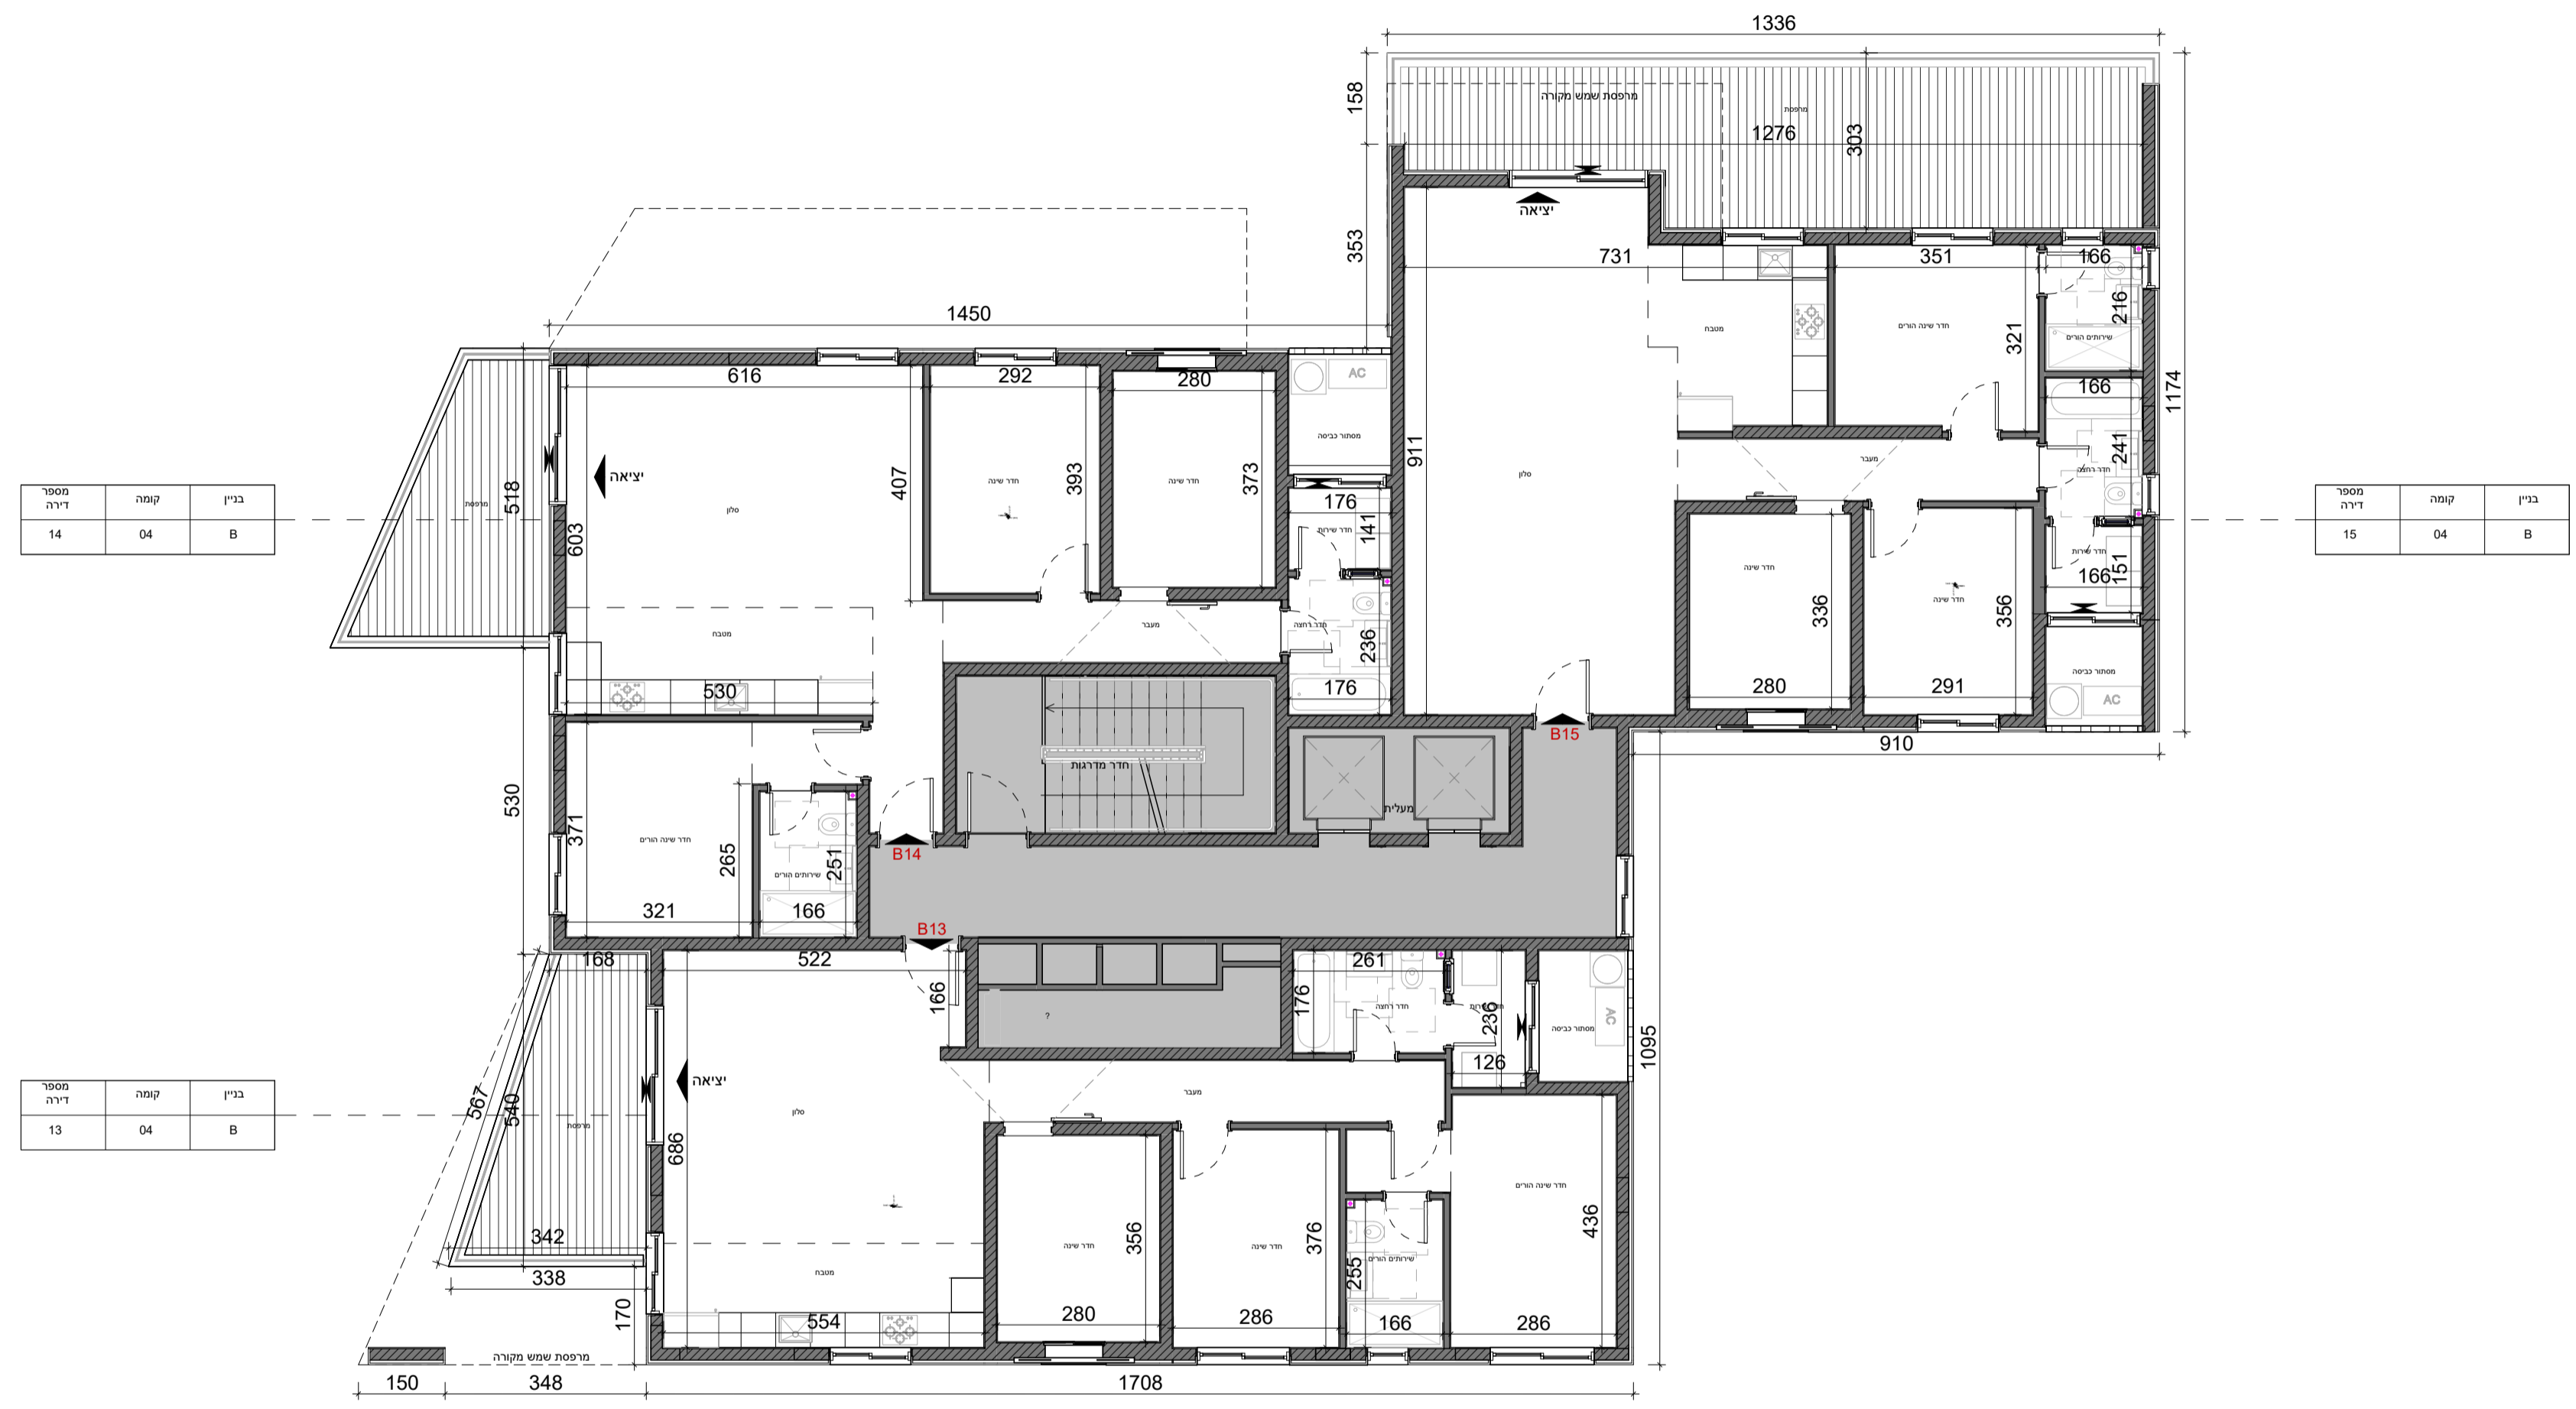 1336
158
מרפסת שמש מקורה
מרפסת
1276
303
353
יציאה
731
351
166
216
321
מטבח
חדר שינה הורים
שירותים הורים
166
1174
241
חדר רחצה
911
סלון
מעבר
חדר שינה
336
280
חדר שינה
356
291
חדר שירות
151
166
מסתור כביסה
AC
910
B15
בניין
קומה
מספר
דירה
B
04
15
1450
616
292
280
AC
מסתור כביסה
407
393
373
חדר שינה
חדר שינה
יציאה
518
מרפסת
603
סלון
מטבח
530
176
141
חדר שירות
חדר רחצה
236
176
מעבר
חדר מדרגות
מעלית
בניין
קומה
מספר
דירה
B
04
14
530
371
חדר שינה הורים
265
251
שירותים הורים
321
166
B14
B13
168
522
166
?
261
176
חדר רחצה
236
126
מסתור כביסה
AC
1095
567
540
מרפסת
342
338
170
יציאה
סלון
686
מטבח
554
מעבר
356
חדר שינה
280
376
חדר שינה
286
255
שירותים הורים
166
חדר שינה הורים
436
286
בניין
קומה
מספר
דירה
B
04
13
מרפסת שמש מקורה
150
348
1708